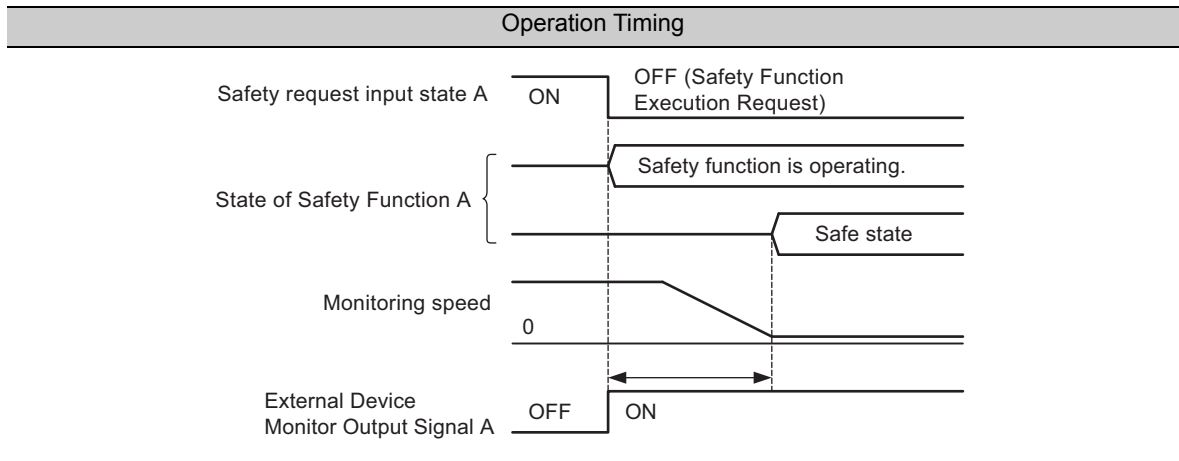 Operation Timing
Safety request input state A
ON
OFF (Safety Function
Execution Request)
State of Safety Function A
Safety function is operating.
Safe state
Monitoring speed
0
External Device
Monitor Output Signal A
OFF
ON